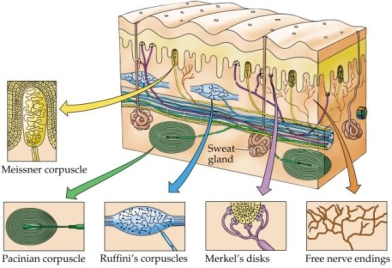 Sweat
gland
Meissner corpuscle
Pacinian corpuscle
Ruffini's corpuscles
Merkel's disks
Free nerve endings